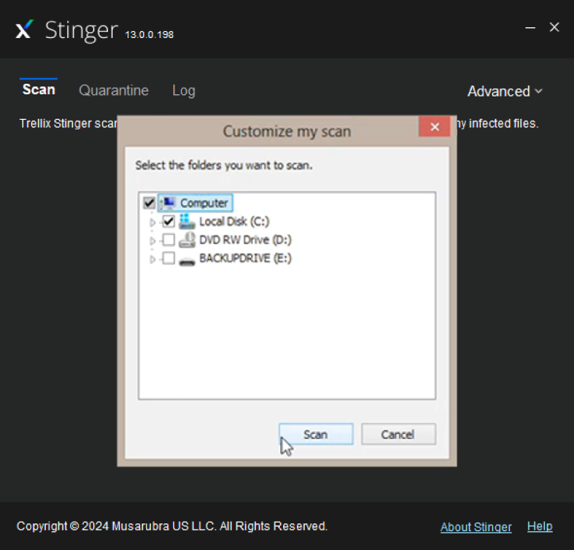 Stinger 13.0.0.198
Scan Quarantine Log Advanced
Trellix Stinger scan
ny infected files.
Customize my scan
Select the folders you want to scan.
Computer
Local Disk (C:)
DVD RW Drive (D:)
BACKUPDRIVE (E:)
Scan Cancel
Copyright © 2024 Musarubra US LLC. All Rights Reserved. About Stinger Help